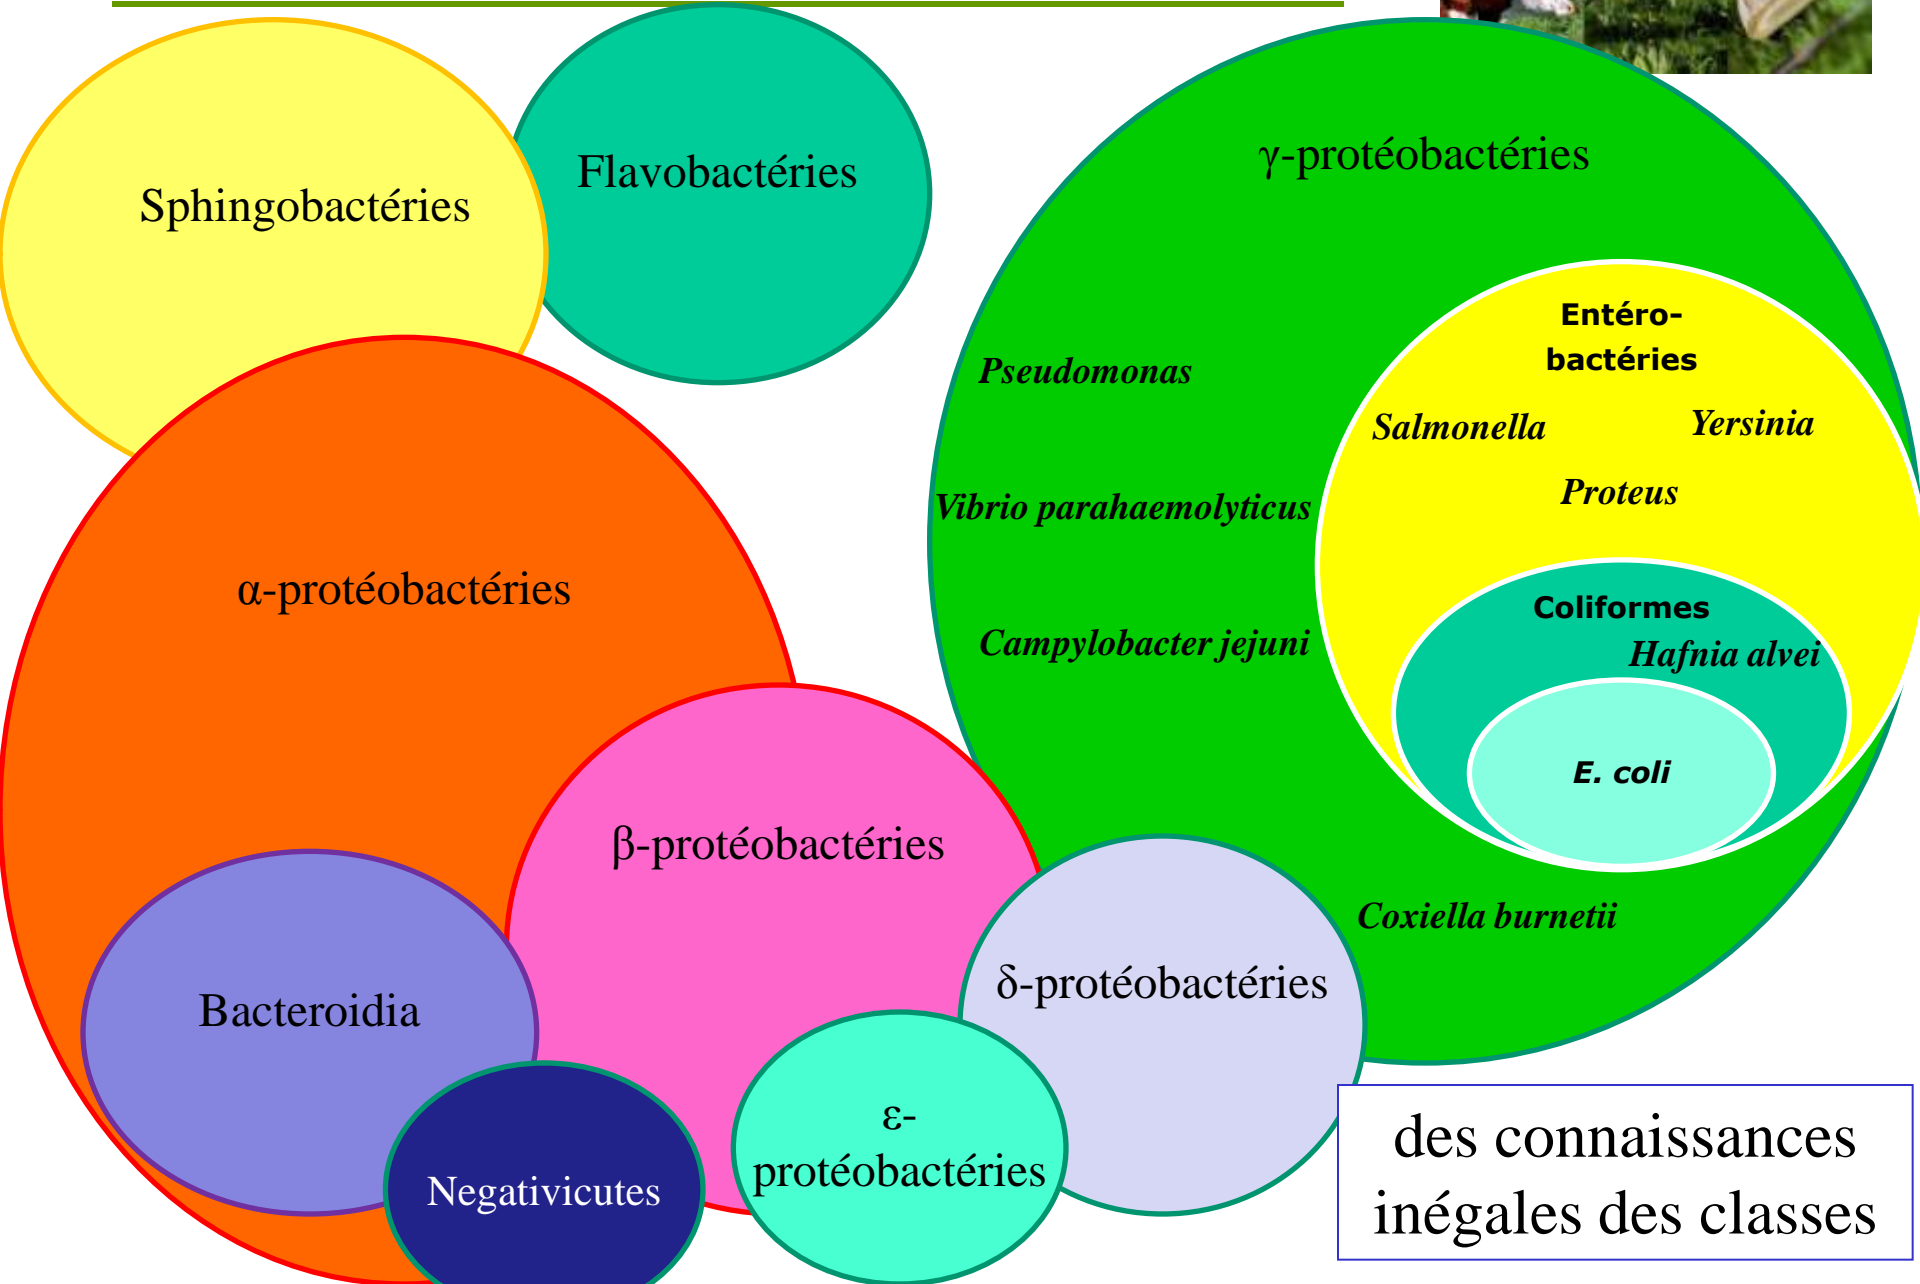 Sphingobactéries
Flavobactéries
γ-protéobactéries
Entéro-
bactéries
Pseudomonas
Salmonella
Yersinia
Proteus
Vibrio parahaemolyticus
α-protéobactéries
Coliformes
Hafnia alvei
Campylobacter jejuni
E. coli
β-protéobactéries
Coxiella burnetii
δ-protéobactéries
Bacteroidia
ε-
protéobactéries
Negativicutes
des connaissances
inégales des classes